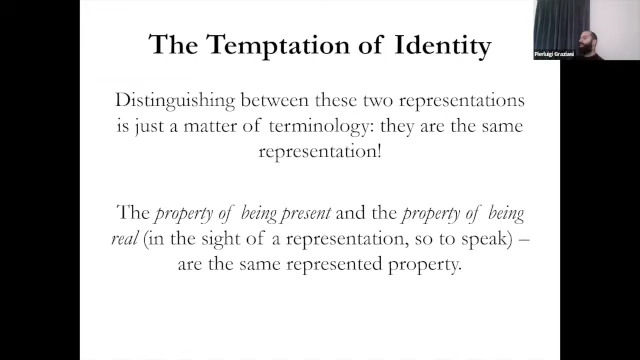 The Temptation of Identity
Pierluigi Graziani
Distinguishing between these two representations
is just a matter of terminology: they are the same
representation!
The property of being present and the property of being
real (in the sight of a representation, so to speak) –
are the same represented property.